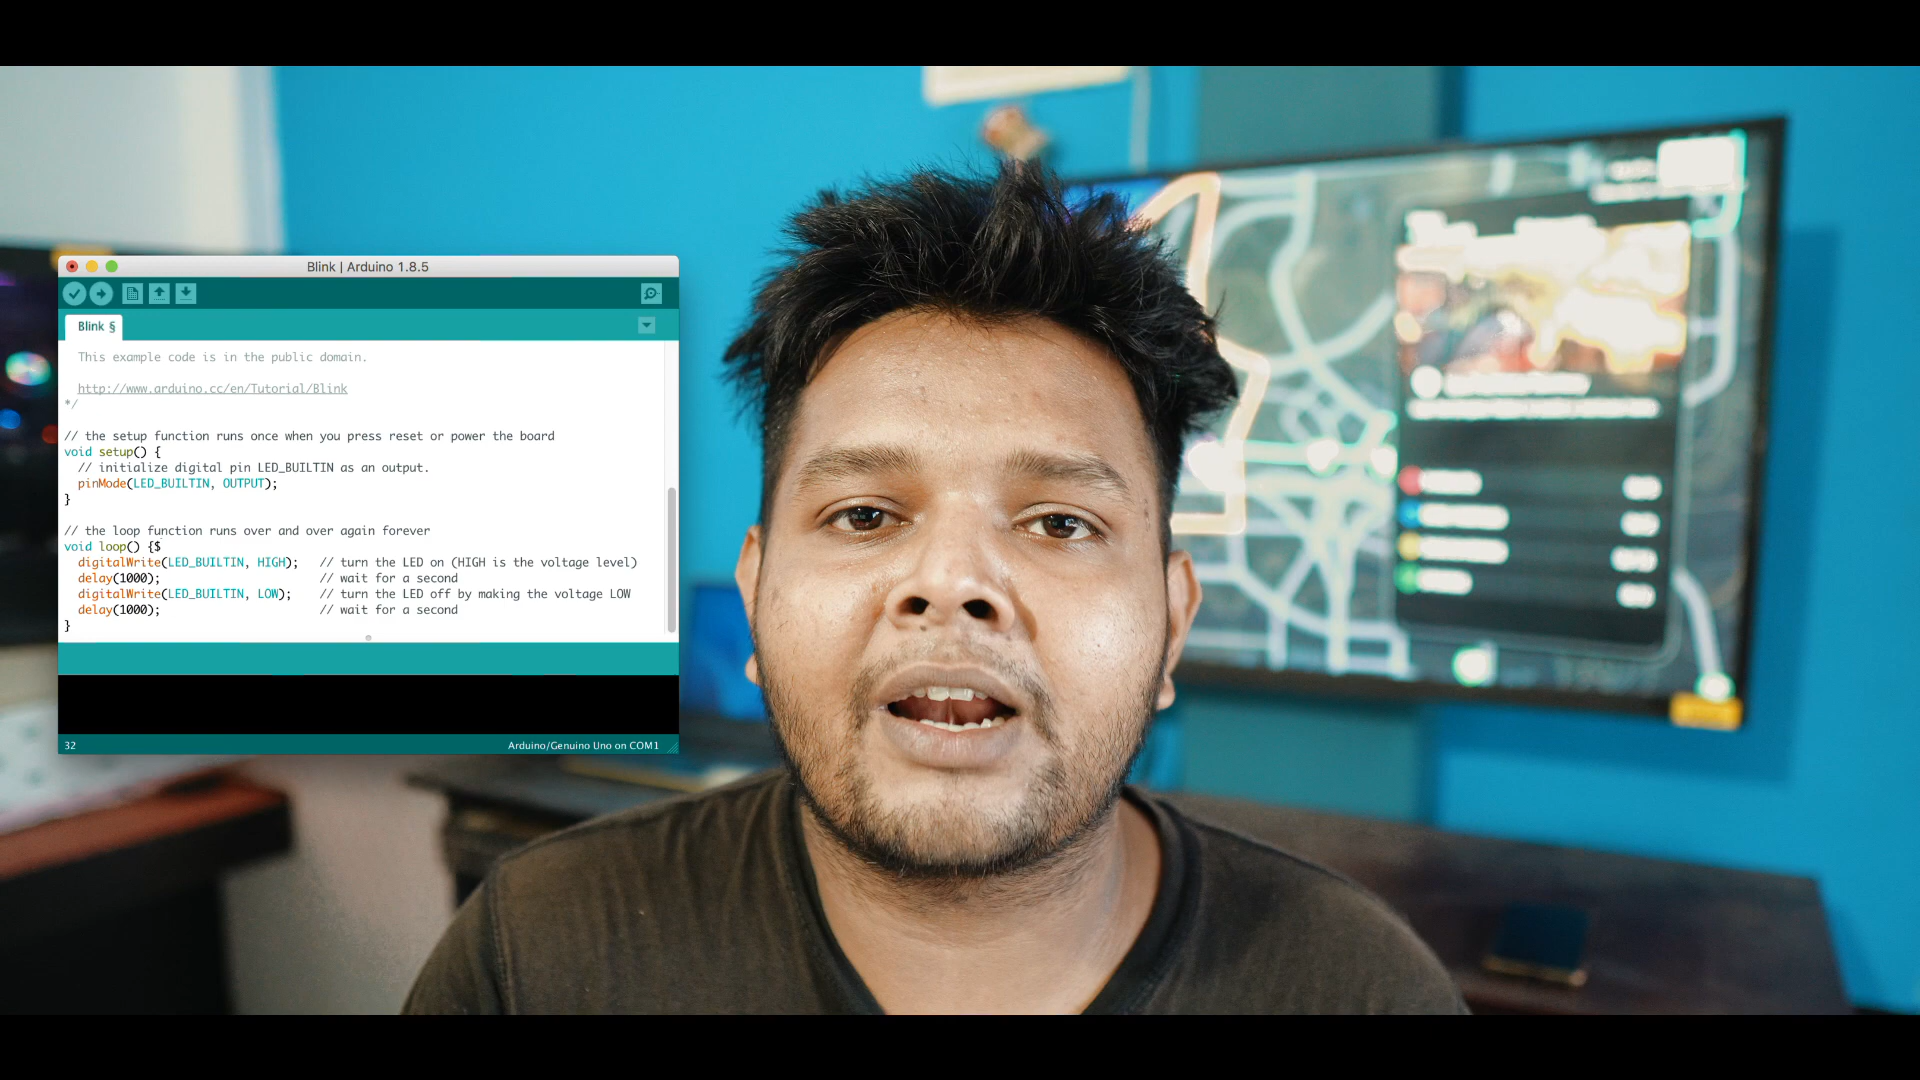 Blink | Arduino 1.8.5
Blink §
This example code is in the public domain.
http://www.arduino.cc/en/Tutorial/Blink
*/
// the setup function runs once when you press reset or power the board
void setup() {
// initialize digital pin LED_BUILTIN as an output.
pinMode(LED_BUILTIN, OUTPUT);
}
// the loop function runs over and over again forever
void loop() {$
digitalWrite(LED_BUILTIN, HIGH);   // turn the LED on (HIGH is the voltage level)
delay(1000);                       // wait for a second
digitalWrite(LED_BUILTIN, LOW);    // turn the LED off by making the voltage LOW
delay(1000);                       // wait for a second
}
32
Arduino/Genuino Uno on COM1